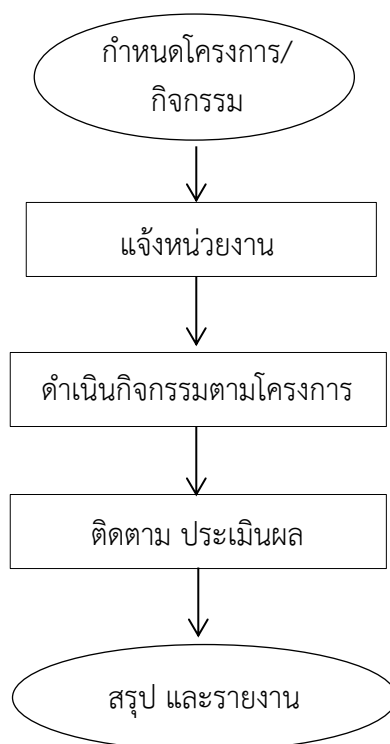 กำหนดโครงการ/
กิจกรรม
แจ้งหน่วยงาน
ดำเนินกิจกรรมตามโครงการ
ติดตาม ประเมินผล
สรุป และรายงาน